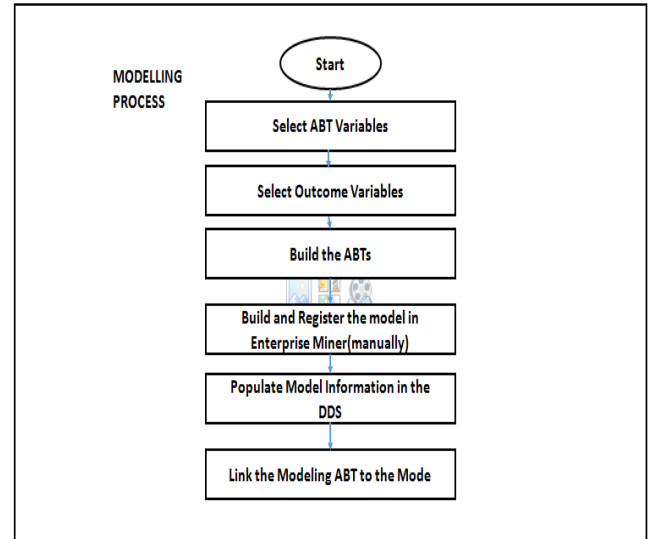 Start
MODELLING
PROCESS
Select ABT Variables
Select Outcome Variables
Build the ABTs
Build and Register the model in
Enterprise Miner(manually)
Populate Model Information in the
DDS
Link the Modeling ABT to the Mode